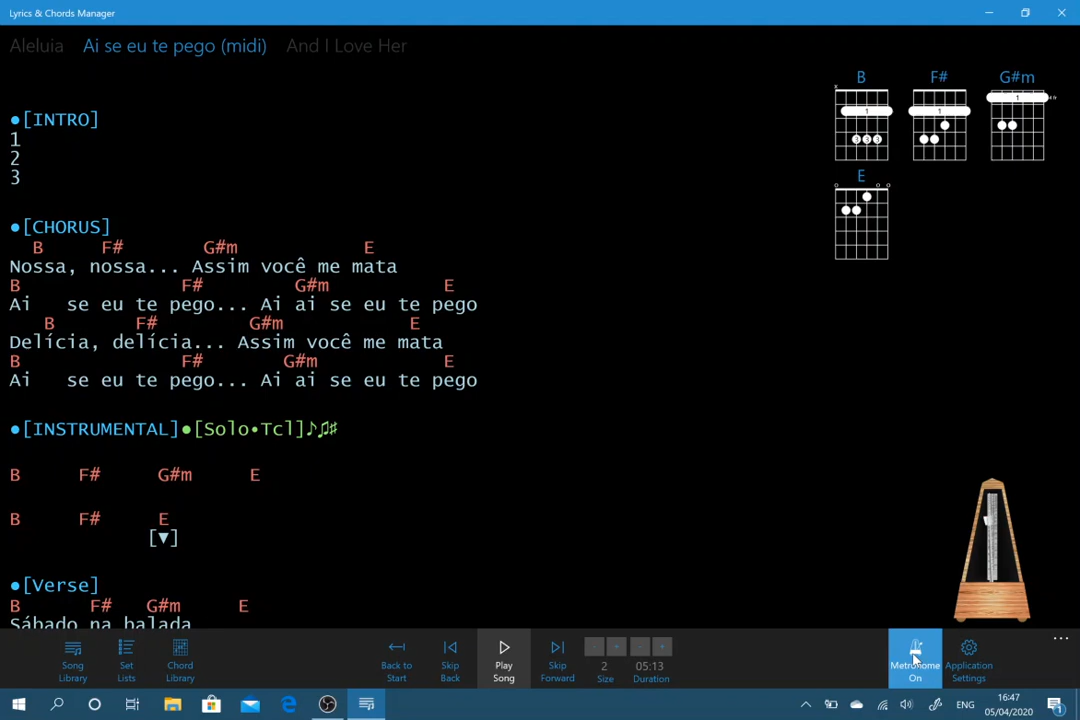 Lyrics & Chords Manager
Aleluia Ai se eu te pego (midi) And I Love Her
B F# G#m
E
●[INTRO]
1
2
3
●[CHORUS]
B F# G#m E
Nossa, nossa... Assim você me mata
B F# G#m E
Ai se eu te pego... Ai ai se eu te pego
B F# G#m E
Delícia, delícia... Assim você me mata
B F# G#m E
Ai se eu te pego... Ai ai se eu te pego
●[INSTRUMENTAL]●[Solo•Tcl]♪♫♯
B F# G#m E
B F# E
[▼]
●[Verse]
B F# G#m E
Sábado na balada
Song Library
Set Lists
Chord Library
Back to Start
Skip Back
Play Song
Skip Forward
2 Size
05:13 Duration
Metronome On
Application Settings
ENG
16:47
05/04/2020